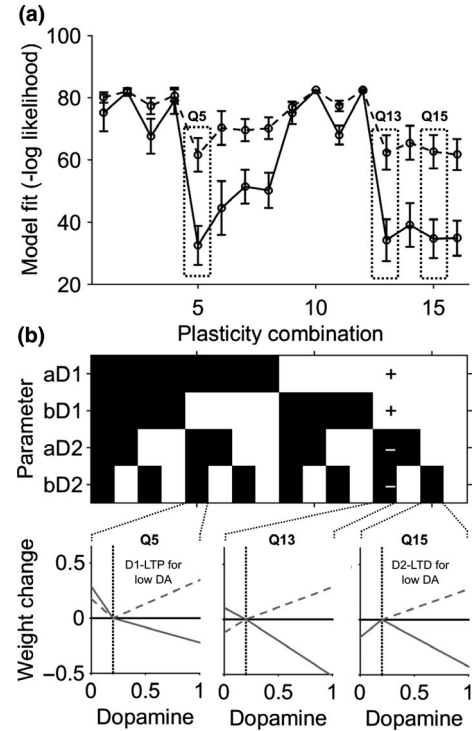 (a)
100
80
60
40
20
Model fit (-log likelihood)
Q5
Q13
Q15
5
10
15
Plasticity combination
(b)
Parameter
aD1
bD1
aD2
bD2
+
+
−
−
Q5
Q13
Q15
Weight change
0.5
0
−0.5
D1-LTP for
low DA
D2-LTD for
low DA
0 0.5 1
0 0.5 1
0 0.5 1
Dopamine
Dopamine
Dopamine